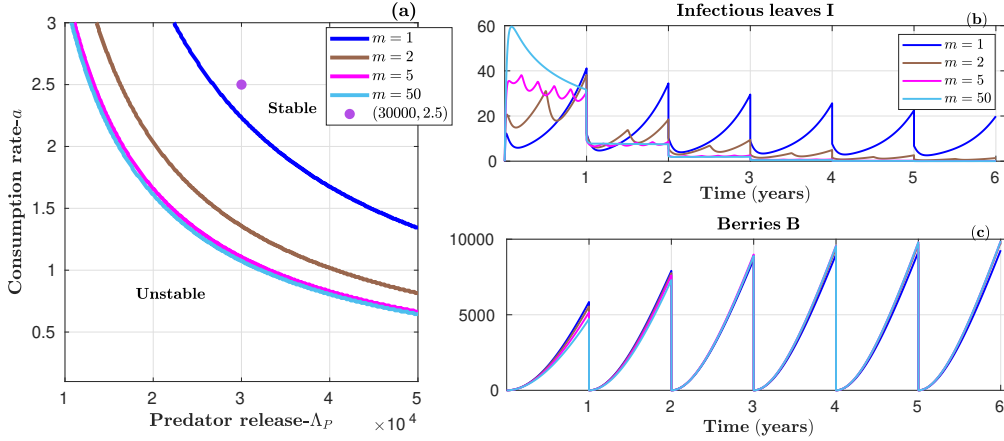 (a)
3
2.5
2
1.5
1
0.5
1
2
3
4
5
×10⁴
Consumption rate-a
Predator release-Λ_P
m = 1
m = 2
m = 5
m = 50
(30000, 2.5)
Stable
Unstable
Infectious leaves I
(b)
60
40
20
0
1
2
3
4
5
6
Time (years)
m = 1
m = 2
m = 5
m = 50
Berries B
(c)
10000
5000
0
1
2
3
4
5
6
Time (years)